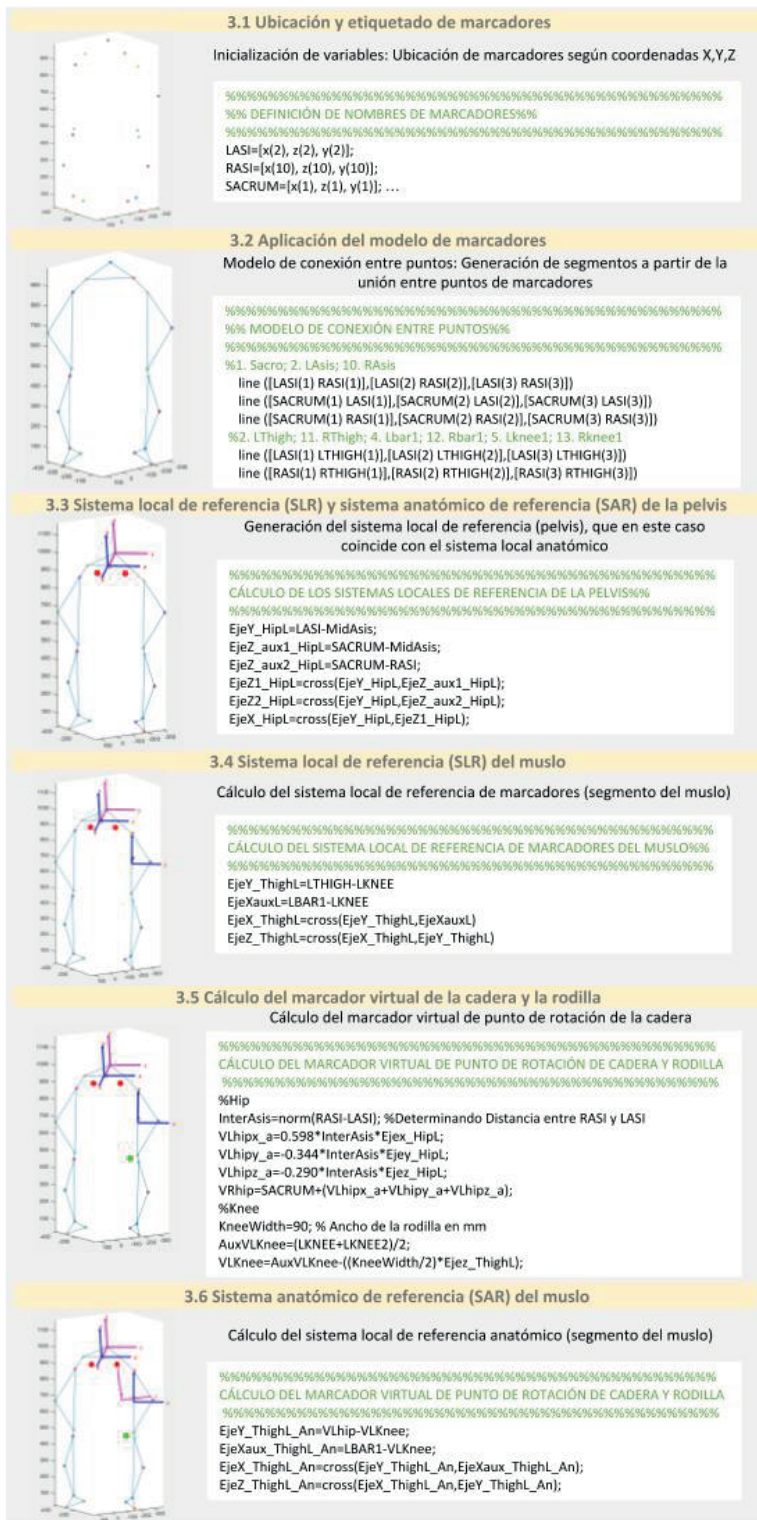 3.1 Ubicación y etiquetado de marcadores
Inicialización de variables: Ubicación de marcadores según coordenadas X,Y,Z
%% DEFINICIÓN DE NOMBRES DE MARCADORES%%
LASI=[x(2), z(2), y(2)];
RASI=[x(10), z(10), y(10)];
SACRUM=[x(1), z(1), y(1)]; ...
3.2 Aplicación del modelo de marcadores
Modelo de conexión entre puntos: Generación de segmentos a partir de la
unión entre puntos de marcadores
%% MODELO DE CONEXIÓN ENTRE PUNTOS%%
%1. Sacro; 2. LAsis; 10. RAsis
line ([LASI(1) RASI(1)],[LASI(2) RASI(2)],[LASI(3) RASI(3)])
line ([SACRUM(1) LASI(1)],[SACRUM(2) LASI(2)],[SACRUM(3) LASI(3)])
line ([SACRUM(1) RASI(1)],[SACRUM(2) RASI(2)],[SACRUM(3) RASI(3)])
%2. LThigh; 11. RThigh; 4. Lbar1; 12. Rbar1; 5. Lknee1; 13. Rknee1
line ([LASI(1) LTHIGH(1)],[LASI(2) LTHIGH(2)],[LASI(3) LTHIGH(3)])
line ([RASI(1) RTHIGH(1)],[RASI(2) RTHIGH(2)],[RASI(3) RTHIGH(3)])
3.3 Sistema local de referencia (SLR) y sistema anatómico de referencia (SAR) de la pelvis
Generación del sistema local de referencia (pelvis), que en este caso
coincide con el sistema local anatómico
CÁLCULO DE LOS SISTEMAS LOCALES DE REFERENCIA DE LA PELVIS%%
EjeY_HipL=LASI-MidAsis;
EjeZ_aux1_HipL=SACRUM-MidAsis;
EjeZ_aux2_HipL=SACRUM-RASI;
EjeZ1_HipL=cross(EjeY_HipL,EjeZ_aux1_HipL);
EjeZ2_HipL=cross(EjeY_HipL,EjeZ_aux2_HipL);
EjeX_HipL=cross(EjeY_HipL,EjeZ1_HipL);
3.4 Sistema local de referencia (SLR) del muslo
Cálculo del sistema local de referencia de marcadores (segmento del muslo)
CÁLCULO DEL SISTEMA LOCAL DE REFERENCIA DE MARCADORES DEL MUSLO%%
EjeY_ThighL=LTHIGH-LKNEE
EjeXauxL=LBAR1-LKNEE
EjeX_ThighL=cross(EjeY_ThighL,EjeXauxL)
EjeZ_ThighL=cross(EjeX_ThighL,EjeY_ThighL)
3.5 Cálculo del marcador virtual de la cadera y la rodilla
Cálculo del marcador virtual de punto de rotación de la cadera
CÁLCULO DEL MARCADOR VIRTUAL DE PUNTO DE ROTACIÓN DE CADERA Y RODILLA
%Hip
InterAsis=norm(RASI-LASI); %Determinando Distancia entre RASI y LASI
VLhipx_a=0.598*InterAsis*Ejex_HipL;
VLhipy_a=-0.344*InterAsis*Ejey_HipL;
VLhipz_a=-0.290*InterAsis*Ejez_HipL;
VRhip=SACRUM+(VLhipx_a+VLhipy_a+VLhipz_a);
%Knee
KneeWidth=90; % Ancho de la rodilla en mm
AuxVLKnee=(LKNEE+LKNEE2)/2;
VLKnee=AuxVLKnee-((KneeWidth/2)*Ejez_ThighL);
3.6 Sistema anatómico de referencia (SAR) del muslo
Cálculo del sistema local de referencia anatómico (segmento del muslo)
CÁLCULO DEL MARCADOR VIRTUAL DE PUNTO DE ROTACIÓN DE CADERA Y RODILLA
EjeY_ThighL_An=VLhip-VLKnee;
EjeXaux_ThighL_An=LBAR1-VLKnee;
EjeX_ThighL_An=cross(EjeY_ThighL_An,EjeXaux_ThighL_An);
EjeZ_ThighL_An=cross(EjeX_ThighL_An,EjeY_ThighL_An);